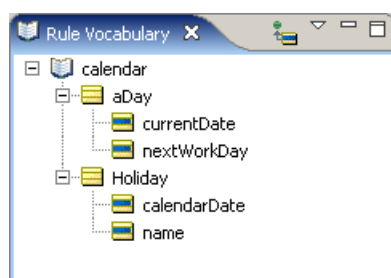 Rule Vocabulary
calendar
aDay
currentDate
nextWorkDay
Holiday
calendarDate
name